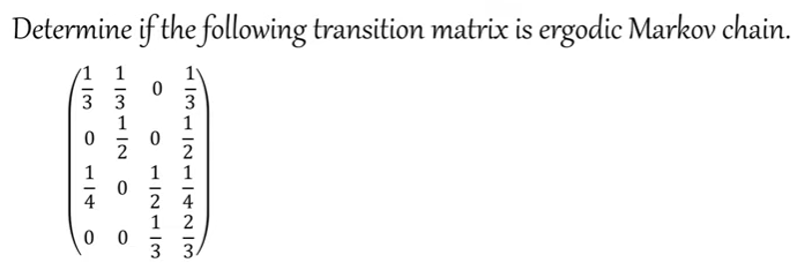 Determine if the following transition matrix is ergodic Markov chain.
1/3 1/3 0 1/3
0 1/2 0 1/2
1/4 0 1/2 1/4
0 0 1/3 2/3